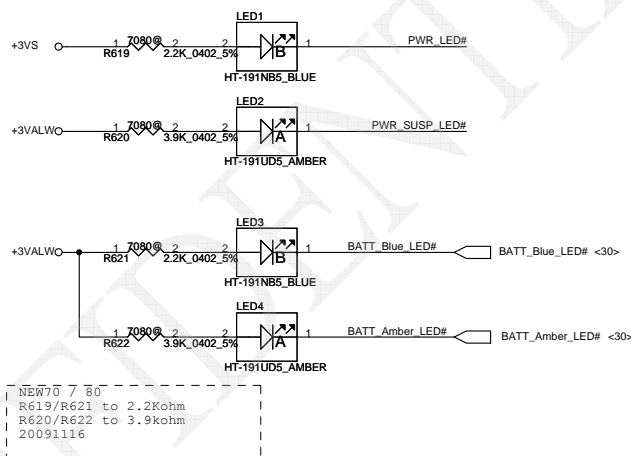 LED1
+3VS 1 7080@ 2 2 B 1 PWR_LED#
R619 2.2K_0402_5%
HT-191NB5_BLUE
LED2
+3VALW 1 7080@ 2 2 A 1 PWR_SUSP_LED#
R620 3.9K_0402_5%
HT-191UD5_AMBER
LED3
+3VALW 1 7080@ 2 2 B 1 BATT_Blue_LED# BATT_Blue_LED# <30>
R621 2.2K_0402_5%
HT-191NB5_BLUE
LED4
1 7080@ 2 2 A 1 BATT_Amber_LED# BATT_Amber_LED# <30>
R622 3.9K_0402_5%
HT-191UD5_AMBER
NEW70 / 80
R619/R621 to 2.2Kohm
R620/R622 to 3.9kohm
20091116